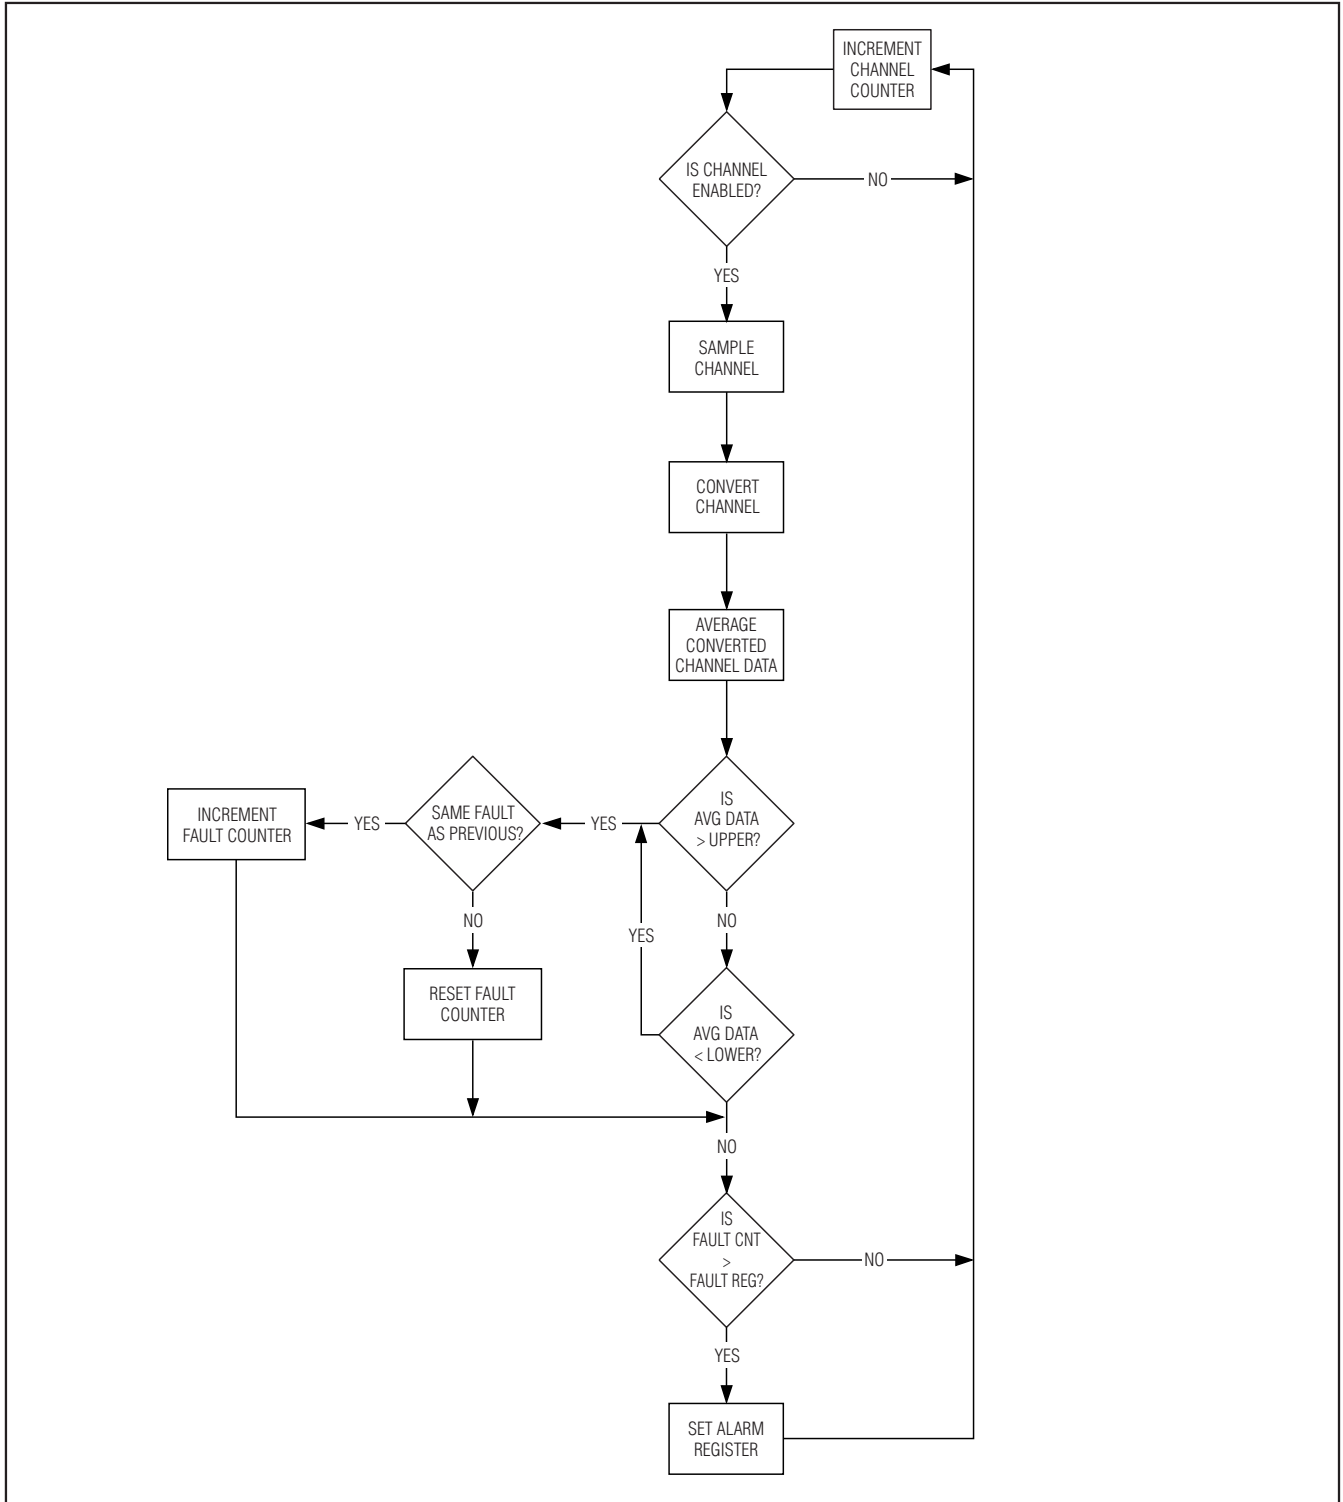 INCREMENT
CHANNEL
COUNTER
IS CHANNEL
ENABLED?
NO
YES
SAMPLE
CHANNEL
CONVERT
CHANNEL
AVERAGE
CONVERTED
CHANNEL DATA
IS
AVG DATA
> UPPER?
YES
SAME FAULT
AS PREVIOUS?
YES
INCREMENT
FAULT COUNTER
NO
NO
YES
RESET FAULT
COUNTER
IS
AVG DATA
< LOWER?
NO
IS
FAULT CNT
>
FAULT REG?
NO
YES
SET ALARM
REGISTER